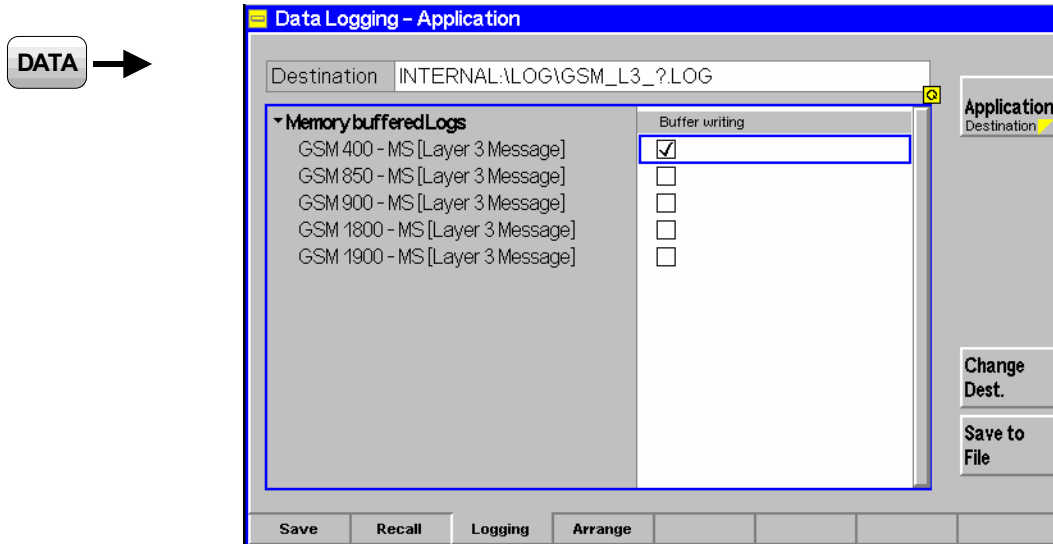 Data Logging - Application
DATA
Destination INTERNAL:\LOG\GSM_L3_?.LOG
Application
Destination
Memory buffered Logs Buffer writing
GSM 400 - MS [Layer 3 Message]
GSM 850 - MS [Layer 3 Message]
GSM 900 - MS [Layer 3 Message]
GSM 1800 - MS [Layer 3 Message]
GSM 1900 - MS [Layer 3 Message]
Change
Dest.
Save to
File
Save Recall Logging Arrange